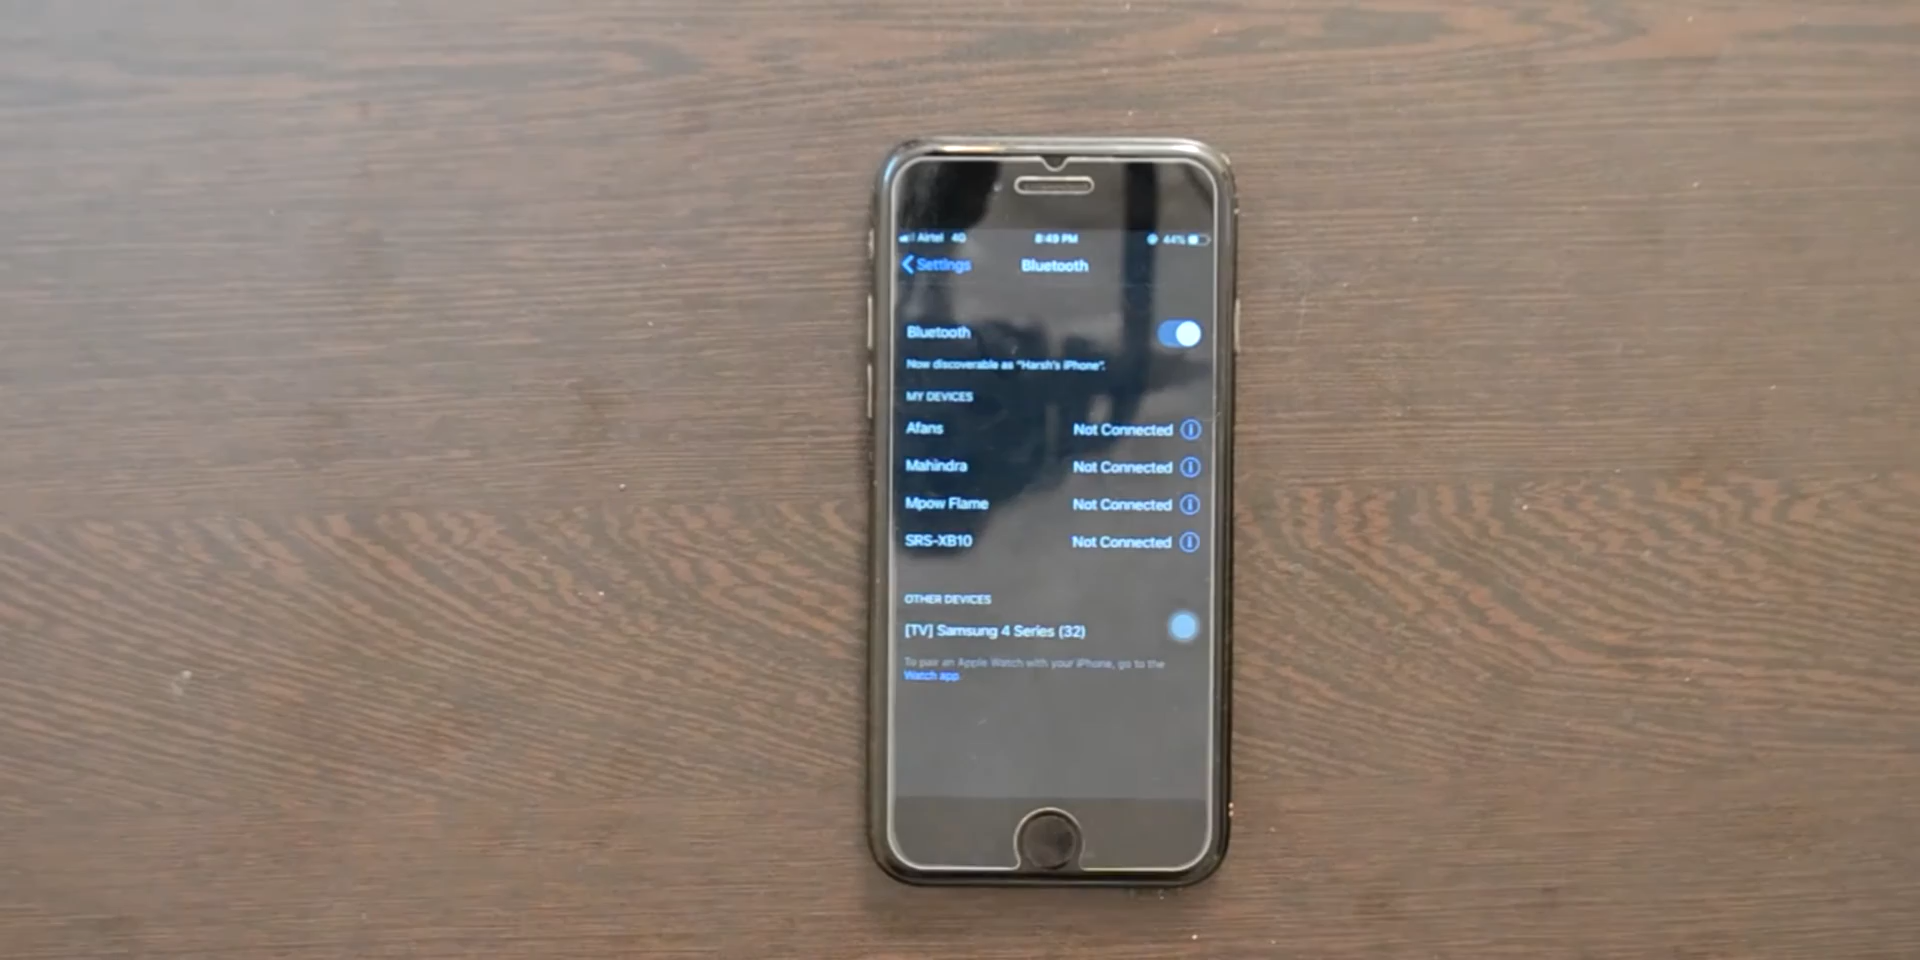 Airtel 4G 8:49 PM 44%
Settings Bluetooth
Bluetooth
Now discoverable as "Harsh's iPhone".
MY DEVICES
Afans Not Connected
Mahindra Not Connected
Mpow Flame Not Connected
SRS-XB10 Not Connected
OTHER DEVICES
[TV] Samsung 4 Series (32)
To pair an Apple Watch with your iPhone, go to the
Watch app.